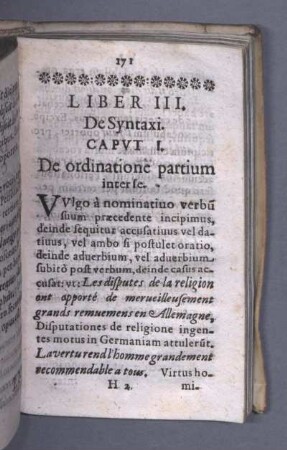 171
LIBER III.
De Syntaxi.
CAPVT I.
De ordinatione partium
inter se.
VVlgo à nominatiuo verbū
suum præcedente incipimus,
deinde sequitur accusatiuus vel da-
tiuus, vel ambo si postulet oratio,
deinde aduerbium, vel aduerbium
subitò post verbum, deinde casus ac-
cusat: vt: Les disputes de la religion
ont apporté de merueilleusement
grands remuemens en Allemagne,
Disputationes de religione ingen-
tes motus in Germaniam attulerūt.
La vertu rend l'homme grandement
recommendable a tous. Virtus ho-
H 2. mi-